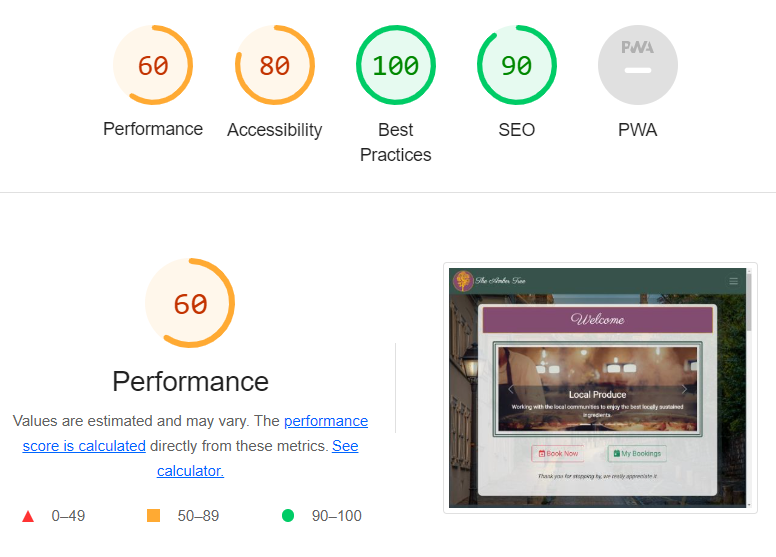 60
80
100
90
PWA
Performance
Accessibility
Best
Practices
SEO
PWA
60
Performance
Values are estimated and may vary. The performance
score is calculated directly from these metrics. See
calculator.
0–49
50–89
90–100
The Amber Tree
Welcome
Local Produce
Working with the local communities to enjoy the best locally sustained
ingredients.
Book Now
My Bookings
Thank you for stopping by, we really appreciate it